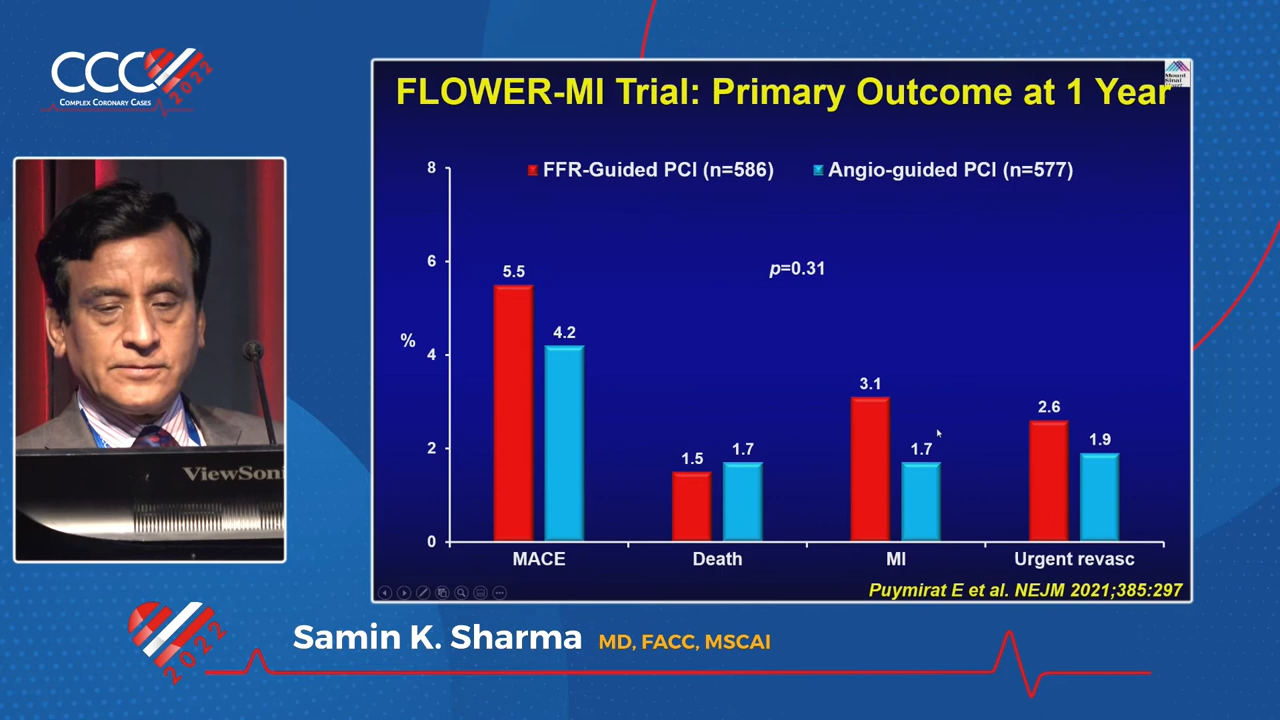 CCC
COMPLEX CORONARY CASES
2022
FLOWER-MI Trial: Primary Outcome at 1 Year
Mount
Sinai
FFR-Guided PCI (n=586)
Angio-guided PCI (n=577)
8
6
4
2
0
%
p=0.31
5.5
4.2
1.5
1.7
3.1
1.7
2.6
1.9
MACE
Death
MI
Urgent revasc
Puymirat E et al. NEJM 2021;385:297
ViewSoni
2022
Samin K. Sharma MD, FACC, MSCAI